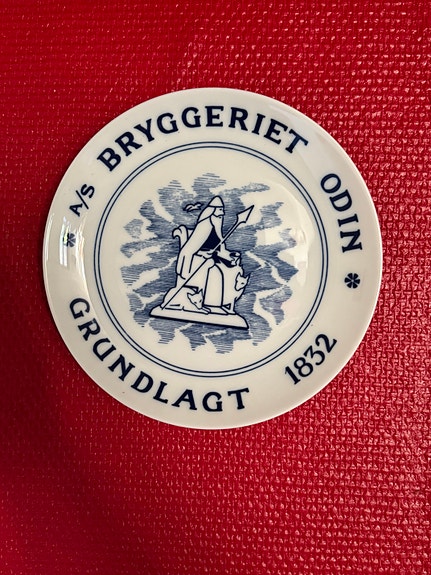 * A/S BRYGGERIET ODIN *
GRUNDLAGT 1832